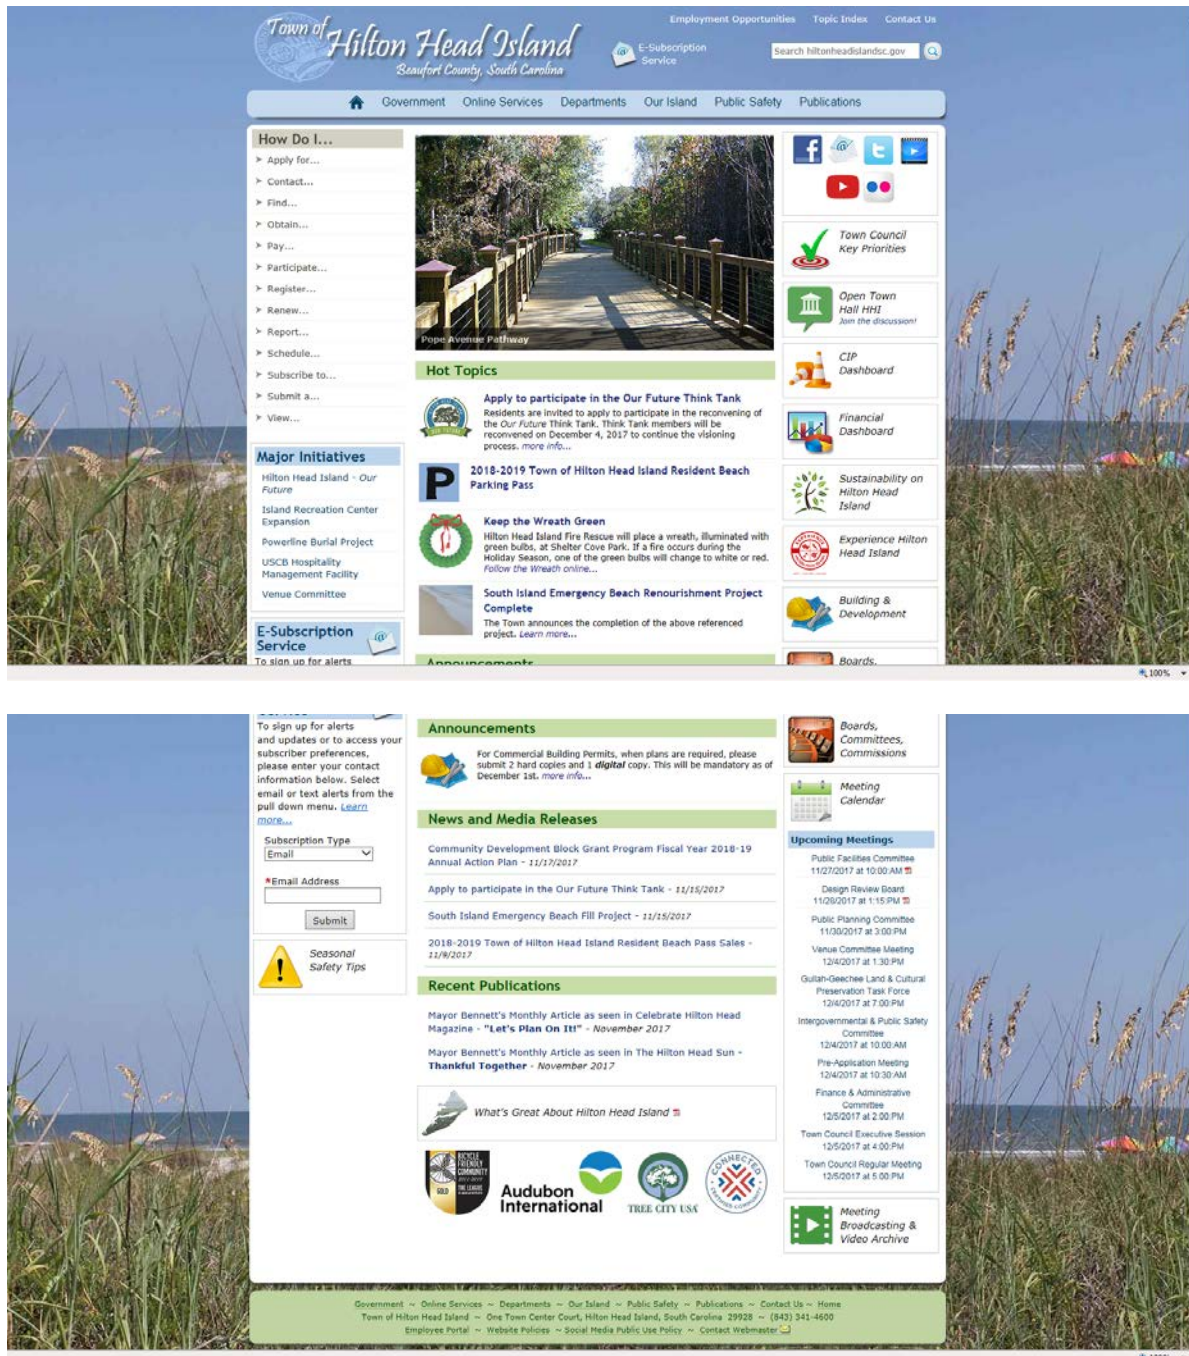 Employment Opportunities Topic Index Contact Us
Town of
Hilton Head Island
Beaufort County, South Carolina
E-Subscription
Service
Search hiltonheadislandsc.gov
Government Online Services Departments Our Island Public Safety Publications
How Do I...
Apply for...
Contact...
Find...
Obtain...
Pay...
Participate...
Register...
Renew...
Report...
Schedule...
Subscribe to...
Submit a...
View...
Major Initiatives
Hilton Head Island - Our
Future
Island Recreation Center
Expansion
Powerline Burial Project
USCB Hospitality
Management Facility
Venue Committee
E-Subscription
Service
To sign up for alerts
Pope Avenue Pathway
Hot Topics
Apply to participate in the Our Future Think Tank
Residents are invited to apply to participate in the reconvening of
the Our Future Think Tank. Think Tank members will be
reconvened on December 4, 2017 to continue the visioning
process. more info...
P
2018-2019 Town of Hilton Head Island Resident Beach
Parking Pass
Keep the Wreath Green
Hilton Head Island Fire Rescue will place a wreath, illuminated with
green bulbs, at Shelter Cove Park. If a fire occurs during the
Holiday Season, one of the green bulbs will change to white or red.
Follow the Wreath online...
South Island Emergency Beach Renourishment Project
Complete
The Town announces the completion of the above referenced
project. Learn more...
Announcements
Town Council
Key Priorities
Open Town
Hall HHI
Join the discussion!
CIP
Dashboard
Financial
Dashboard
Sustainability on
Hilton Head
Island
Experience Hilton
Head Island
Building &
Development
Boards,
100%
To sign up for alerts
and updates or to access your
subscriber preferences,
please enter your contact
information below. Select
email or text alerts from the
pull down menu. Learn
more...
Subscription Type
Email
*Email Address
Submit
Seasonal
Safety Tips
Announcements
For Commercial Building Permits, when plans are required, please
submit 2 hard copies and 1 digital copy. This will be mandatory as of
December 1st. more info...
News and Media Releases
Community Development Block Grant Program Fiscal Year 2018-19
Annual Action Plan - 11/17/2017
Apply to participate in the Our Future Think Tank - 11/15/2017
South Island Emergency Beach Fill Project - 11/15/2017
2018-2019 Town of Hilton Head Island Resident Beach Pass Sales -
11/9/2017
Recent Publications
Mayor Bennett's Monthly Article as seen in Celebrate Hilton Head
Magazine - "Let's Plan On It!" - November 2017
Mayor Bennett's Monthly Article as seen in The Hilton Head Sun -
Thankful Together - November 2017
What's Great About Hilton Head Island
BICYCLE
FRIENDLY
COMMUNITY
GOLD
Audubon
International
TREE CITY USA
CONNECTED
Boards,
Committees,
Commissions
Meeting
Calendar
Upcoming Meetings
Public Facilities Committee
11/27/2017 at 10:00:AM
Design Review Board
11/28/2017 at 1:15:PM
Public Planning Committee
11/30/2017 at 3:00:PM
Venue Committee Meeting
12/4/2017 at 1:30:PM
Gullah-Geechee Land & Cultural
Preservation Task Force
12/4/2017 at 7:00:PM
Intergovernmental & Public Safety
Committee
12/4/2017 at 10:00:AM
Pre-Application Meeting
12/4/2017 at 10:30:AM
Finance & Administrative
Committee
12/5/2017 at 2:00:PM
Town Council Executive Session
12/5/2017 at 4:00:PM
Town Council Regular Meeting
12/5/2017 at 5:00:PM
Meeting
Broadcasting &
Video Archive
Government ~ Online Services ~ Departments ~ Our Island ~ Public Safety ~ Publications ~ Contact Us ~ Home
Town of Hilton Head Island ~ One Town Center Court, Hilton Head Island, South Carolina 29928 ~ (843) 341-4600
Employee Portal ~ Website Policies ~ Social Media Public Use Policy ~ Contact Webmaster